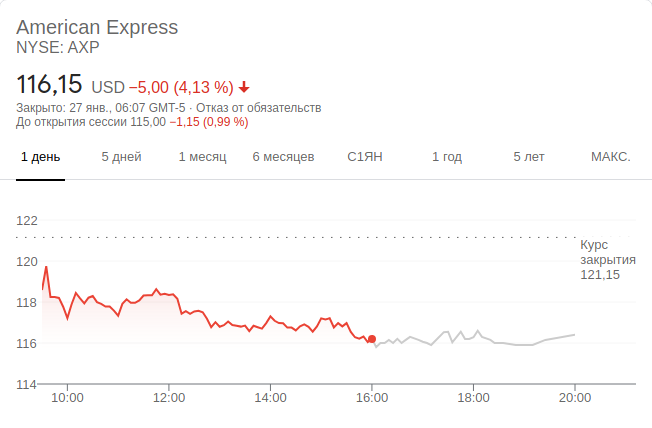 American Express
NYSE: AXP
116,15 USD −5,00 (4,13 %)
Закрыто: 27 янв., 06:07 GMT-5 · Отказ от обязательств
До открытия сессии 115,00 −1,15 (0,99 %)
1 день 5 дней 1 месяц 6 месяцев С1ЯН 1 год 5 лет МАКС.
122
Курс
закрытия
121,15
120
118
116
114
10:00 12:00 14:00 16:00 18:00 20:00